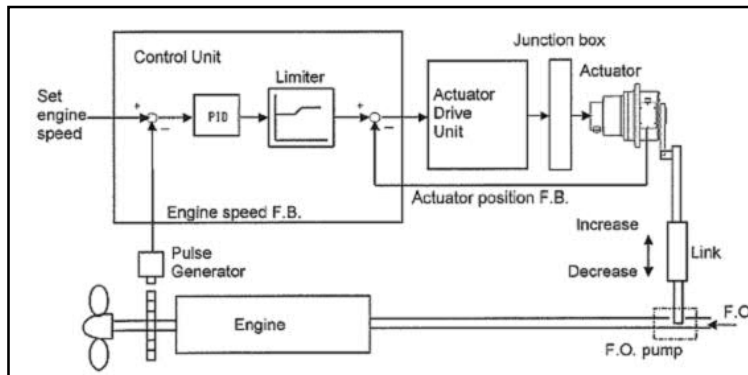 Control Unit
Junction box
Limiter
Actuator
Set
engine
speed
+
−
PID
+
−
Actuator
Drive
Unit
Engine speed F.B.
Actuator position F.B.
Increase
Decrease
Link
Pulse
Generator
Engine
F.O
F.O. pump